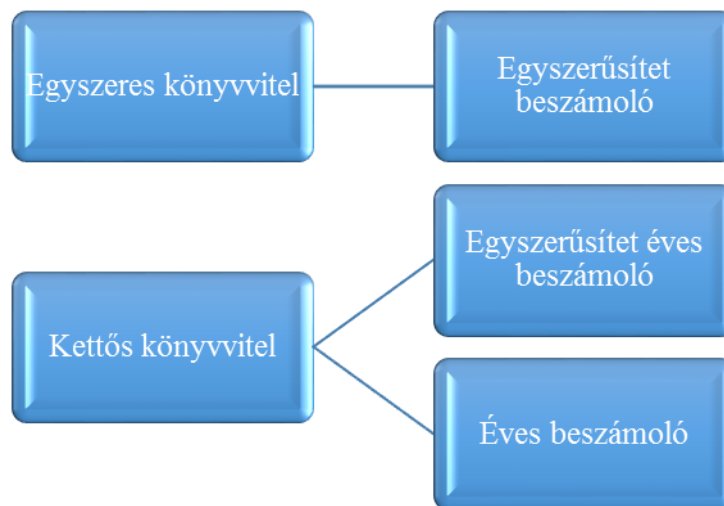 Egyszeres könyvvitel
Egyszerűsítet
beszámoló
Kettős könyvvitel
Egyszerűsítet éves
beszámoló
Éves beszámoló